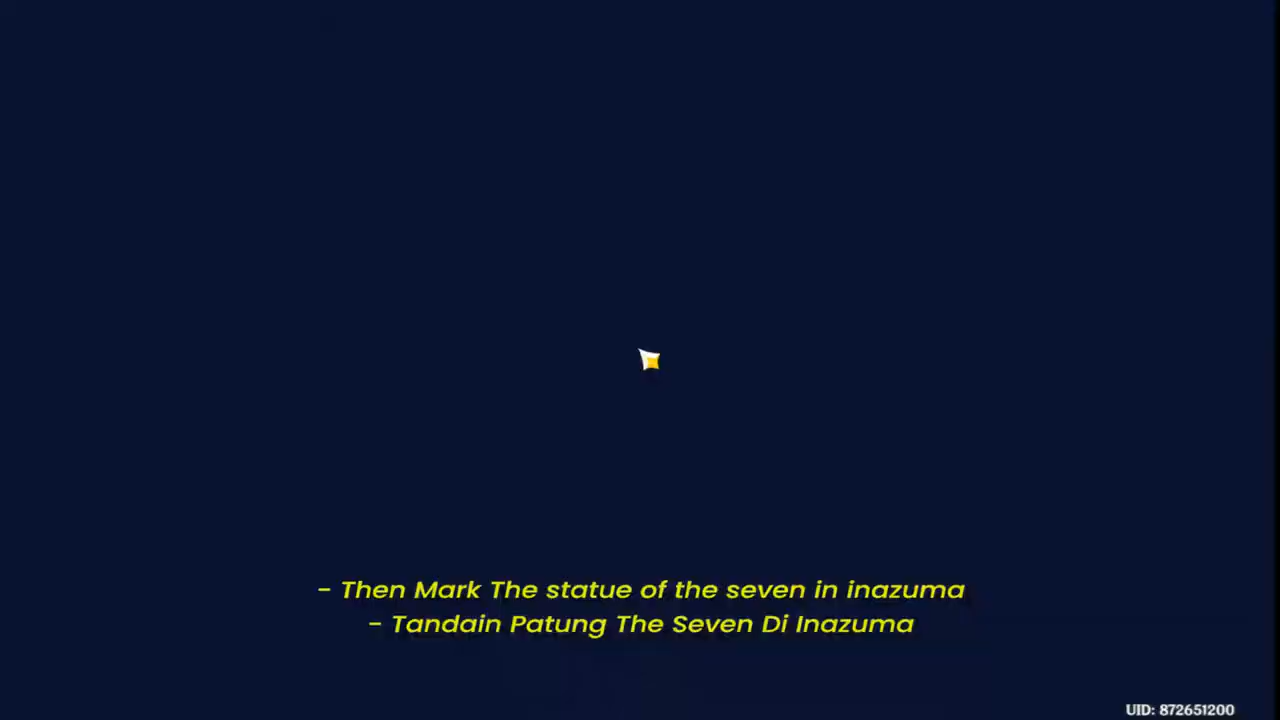 - Then Mark The statue of the seven in inazuma
- Tandain Patung The Seven Di Inazuma
UID: 872651200